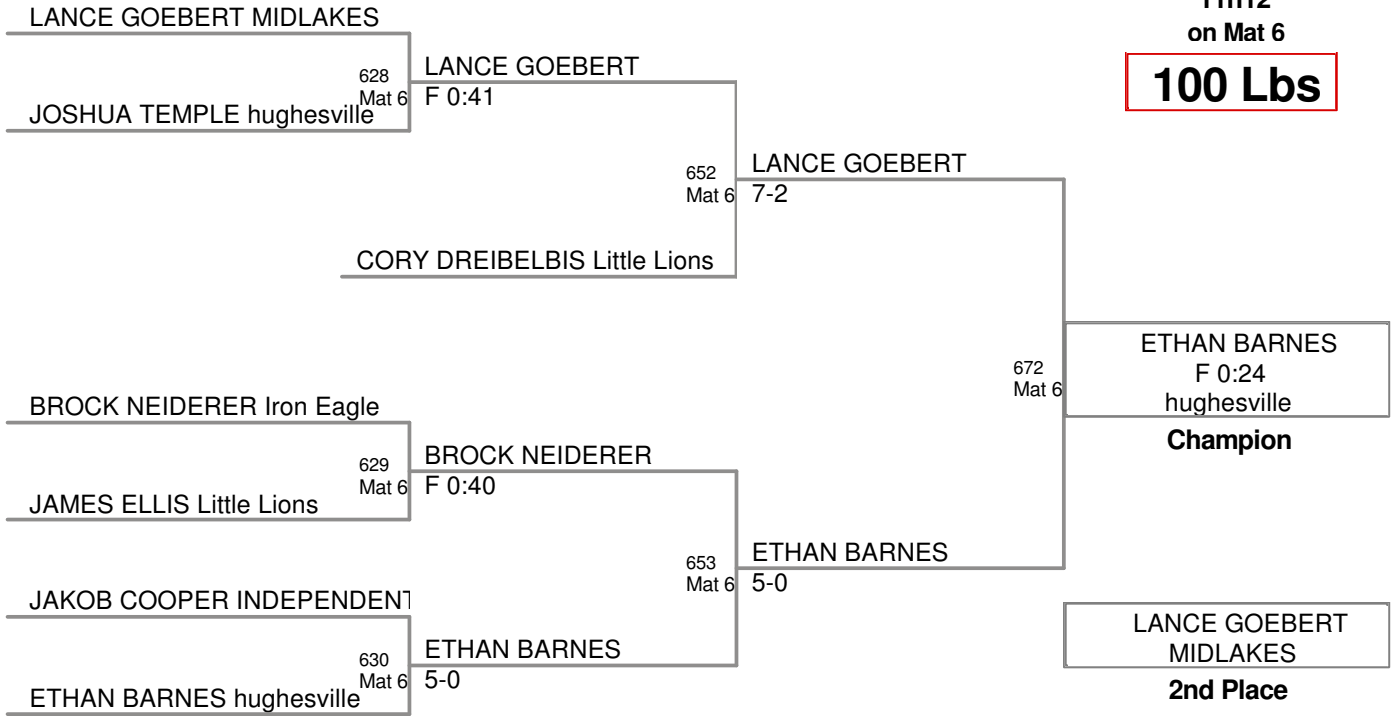 on Mat 6
100 Lbs
LANCE GOEBERT MIDLAKES
628
Mat 6
LANCE GOEBERT
F 0:41
JOSHUA TEMPLE hughesville
652
Mat 6
LANCE GOEBERT
7-2
CORY DREIBELBIS Little Lions
672
Mat 6
ETHAN BARNES
F 0:24
hughesville
Champion
BROCK NEIDERER Iron Eagle
629
Mat 6
BROCK NEIDERER
F 0:40
JAMES ELLIS Little Lions
653
Mat 6
ETHAN BARNES
5-0
JAKOB COOPER INDEPENDENT
630
Mat 6
ETHAN BARNES
5-0
ETHAN BARNES hughesville
LANCE GOEBERT
MIDLAKES
2nd Place